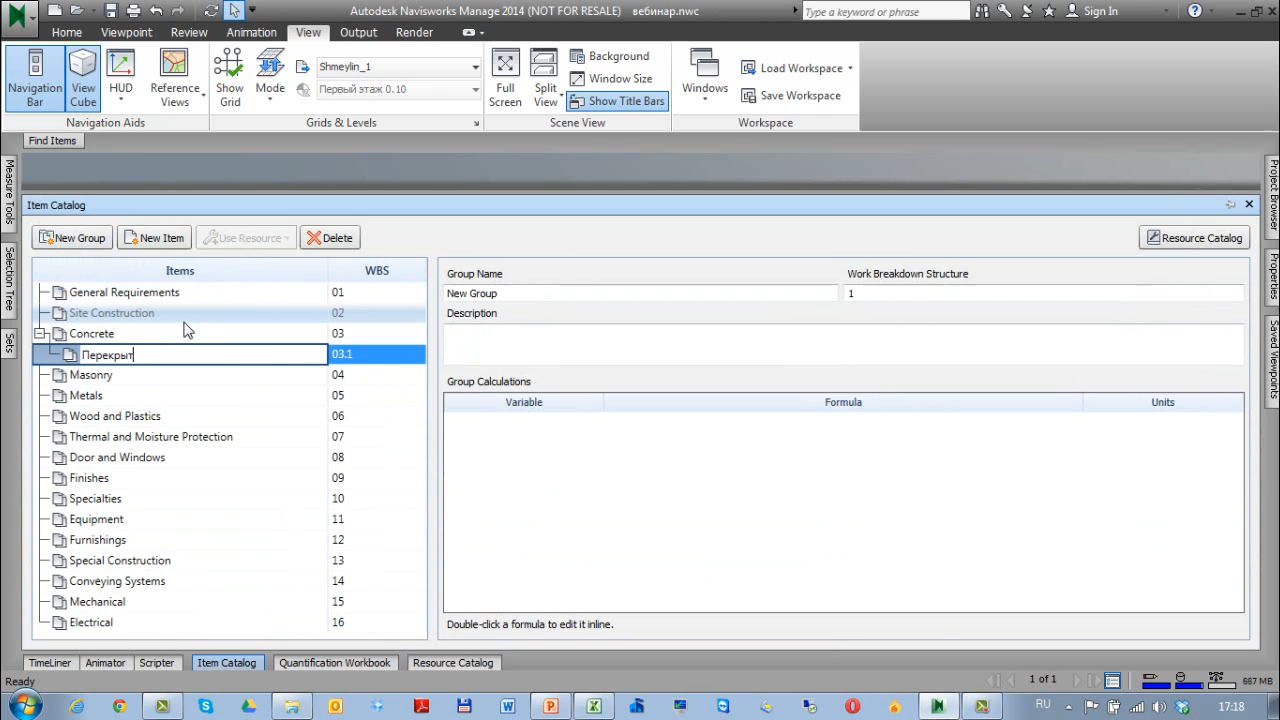 Autodesk Navisworks Manage 2014 (NOT FOR RESALE) вебинар.nwc
Type a keyword or phrase
Sign In
Home Viewpoint Review Animation View Output Render
Navigation Bar
View Cube
HUD
Reference Views
Show Grid
Mode
Shmeylin_1
Первый этаж 0.10
Full Screen
Split View
Background
Window Size
Show Title Bars
Windows
Load Workspace
Save Workspace
Navigation Aids
Grids & Levels
Scene View
Workspace
Find Items
Measure Tools
Selection Tree
Sets
Project Browser
Properties
Saved Viewpoints
Item Catalog
New Group New Item Use Resource Delete Resource Catalog
Items WBS
General Requirements 01
Site Construction 02
Concrete 03
Перекрыт 03.1
Masonry 04
Metals 05
Wood and Plastics 06
Thermal and Moisture Protection 07
Door and Windows 08
Finishes 09
Specialties 10
Equipment 11
Furnishings 12
Special Construction 13
Conveying Systems 14
Mechanical 15
Electrical 16
Group Name Work Breakdown Structure
New Group 1
Description
Group Calculations
Variable Formula Units
Double-click a formula to edit it inline.
TimeLiner Animator Scripter Item Catalog Quantification Workbook Resource Catalog
Ready
1 of 1
667 MB
RU
17:18